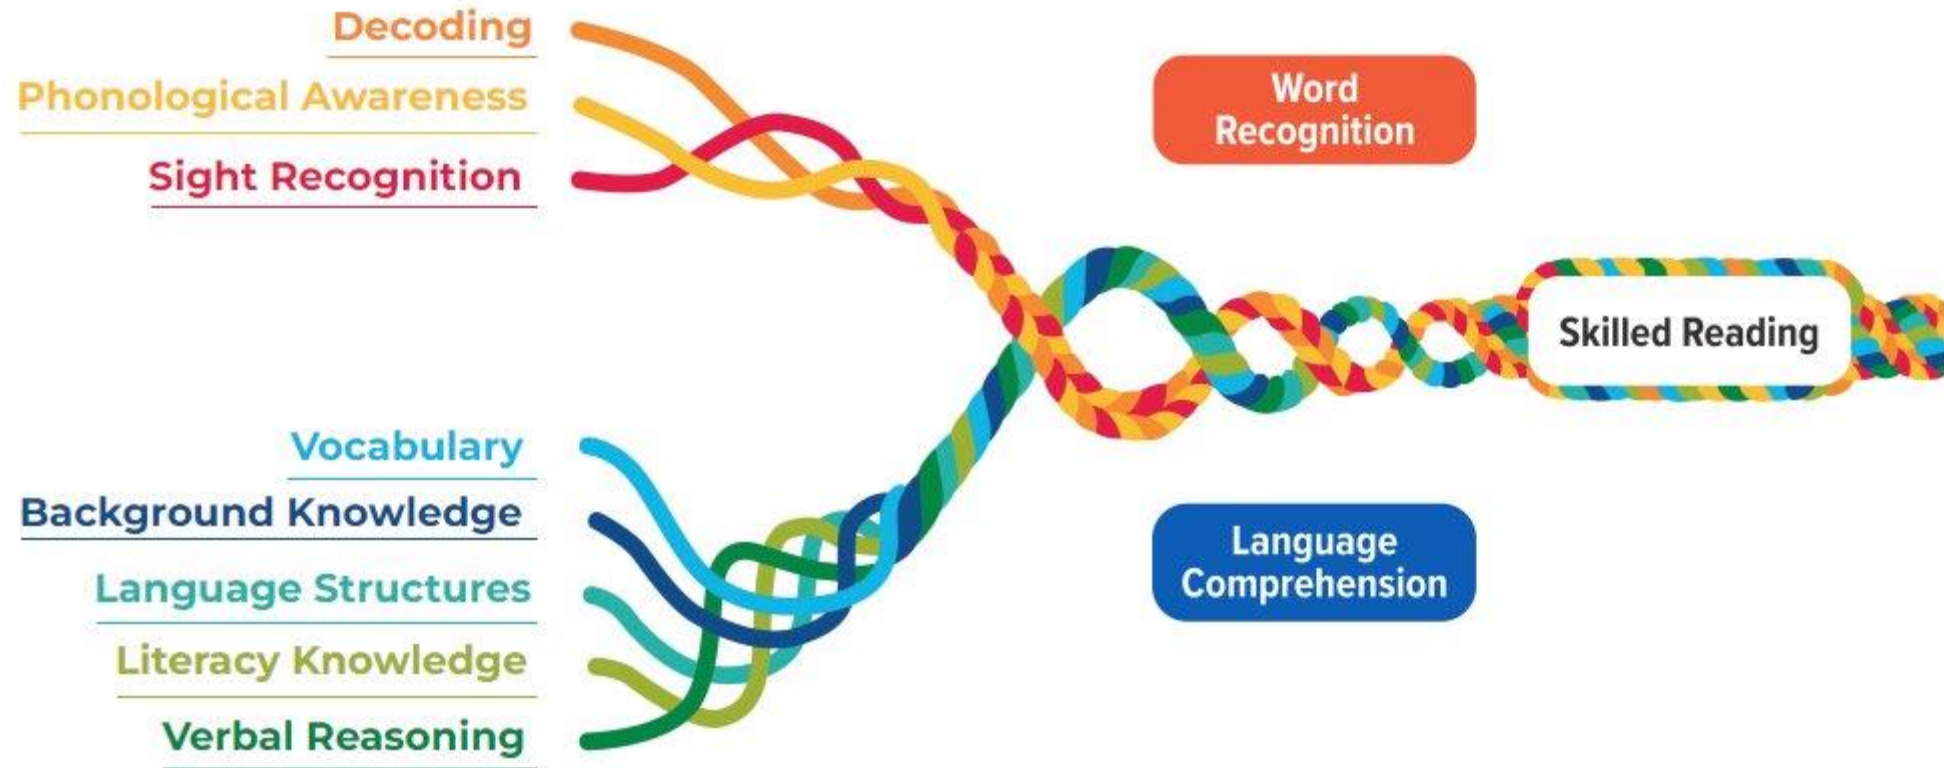 Decoding
Phonological Awareness
Sight Recognition
Word
Recognition
Skilled Reading
Vocabulary
Background Knowledge
Language Structures
Literacy Knowledge
Verbal Reasoning
Language
Comprehension